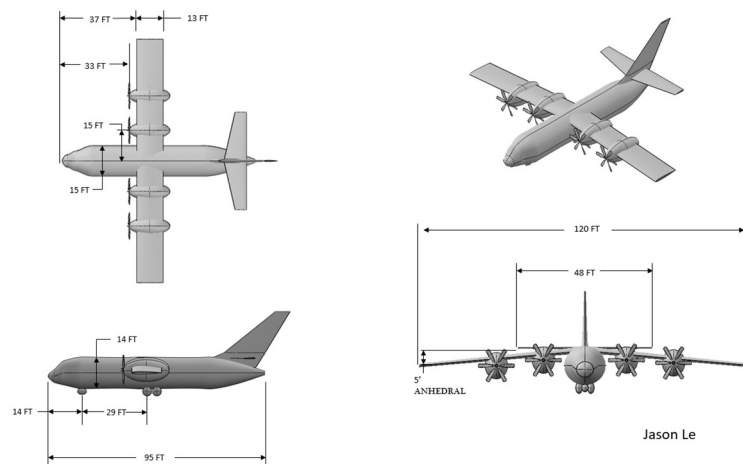 37 FT
13 FT
33 FT
15 FT
15 FT
120 FT
48 FT
14 FT
5'
ANHEDRAL
14 FT
29 FT
95 FT
Jason Le